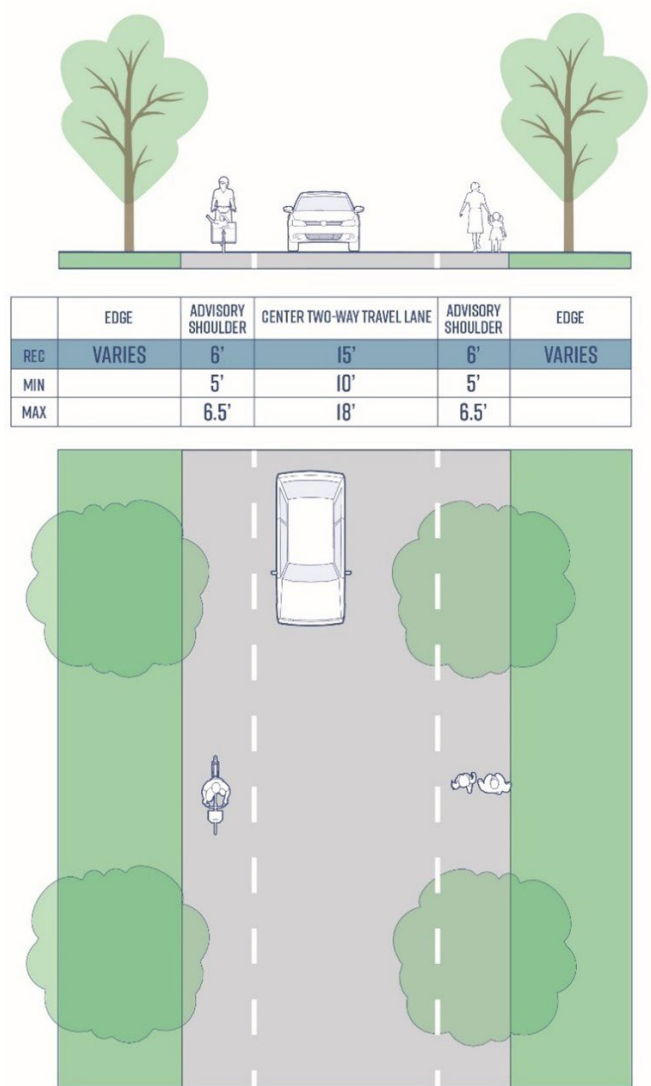 EDGE ADVISORY SHOULDER CENTER TWO-WAY TRAVEL LANE ADVISORY SHOULDER EDGE
REC VARIES 6' 15' 6' VARIES
MIN 5' 10' 5'
MAX 6.5' 18' 6.5'